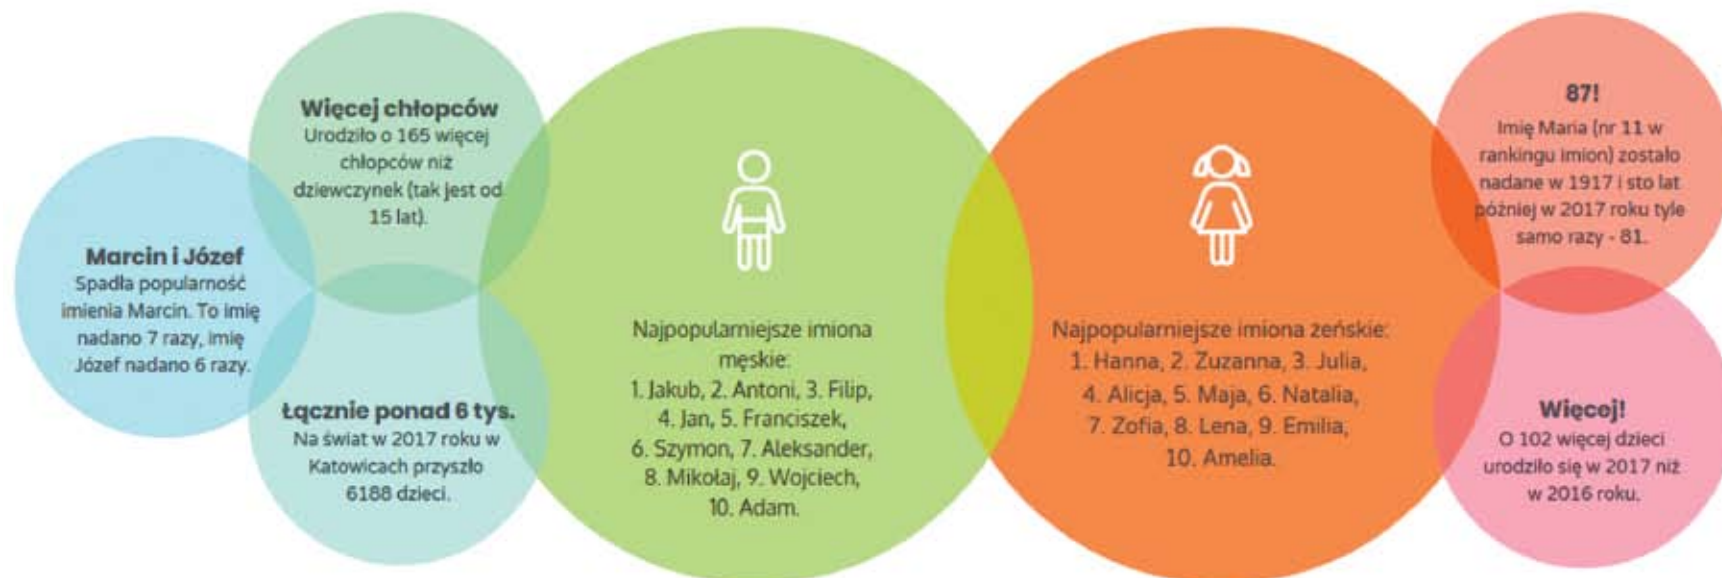 Marcin i Józef
Spadła popularność
imienia Marcin. To imię
nadano 7 razy, imię
Józef nadano 6 razy.
Więcej chłopców
Urodziło o 165 więcej
chłopców niż
dziewczynek (tak jest od
15 lat).
Łącznie ponad 6 tys.
Na świat w 2017 roku w
Katowicach przyszło
6188 dzieci.
Najpopularniejsze imiona
męskie:
1. Jakub, 2. Antoni, 3. Filip,
4. Jan, 5. Franciszek,
6. Szymon, 7. Aleksander,
8. Mikołaj, 9. Wojciech,
10. Adam.
Najpopularniejsze imiona żeńskie:
1. Hanna, 2. Zuzanna, 3. Julia,
4. Alicja, 5. Maja, 6. Natalia,
7. Zofia, 8. Lena, 9. Emilia,
10. Amelia.
87!
Imię Maria (nr 11 w
rankingu imion) zostało
nadane w 1917 i sto lat
później w 2017 roku tyle
samo razy - 81.
Więcej!
O 102 więcej dzieci
urodziło się w 2017 niż
w 2016 roku.